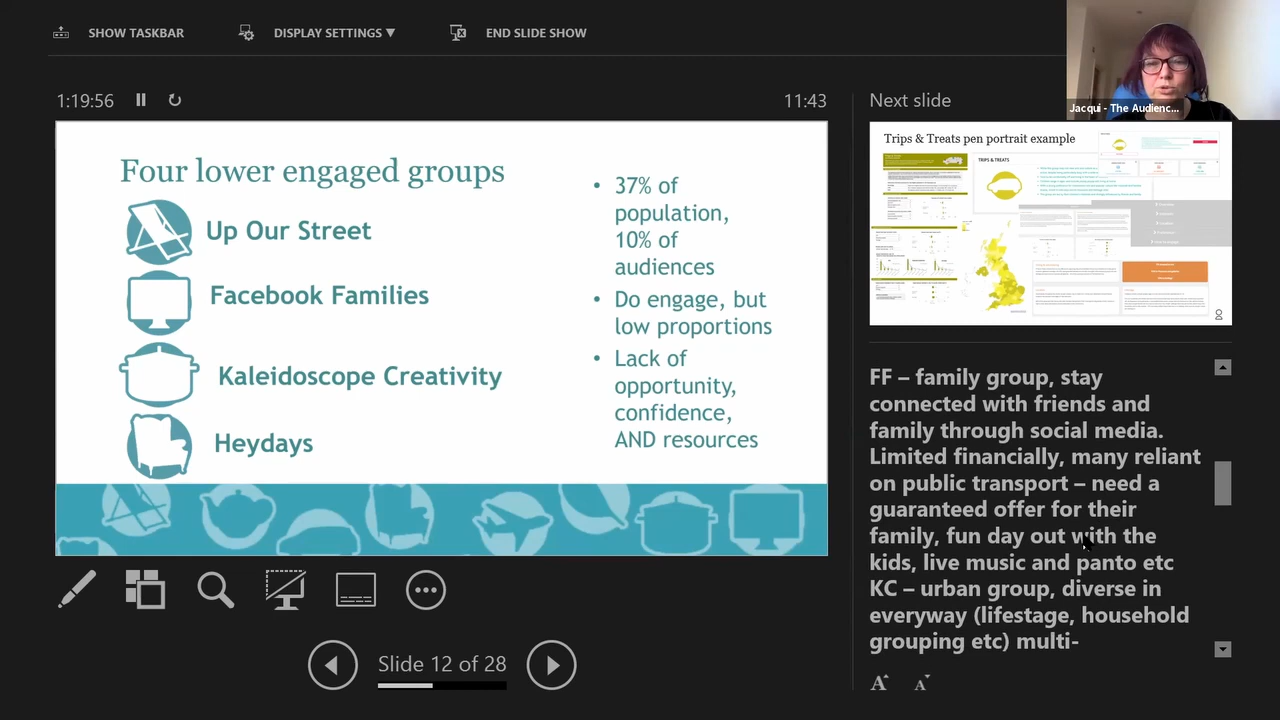 SHOW TASKBAR
DISPLAY SETTINGS ▼
END SLIDE SHOW
Jacqui - The Audienc...
1:19:56
11:43
Next slide
Four lower engaged groups
Up Our Street
Facebook Families
Kaleidoscope Creativity
Heydays
• 37% of
population,
10% of
audiences
• Do engage, but
low proportions
• Lack of
opportunity,
confidence,
AND resources
Trips & Treats pen portrait example
TRIPS & TREATS
FF – family group, stay
connected with friends and
family through social media.
Limited financially, many reliant
on public transport – need a
guaranteed offer for their
family, fun day out with the
kids, live music and panto etc
KC – urban group, diverse in
everyway (lifestage, household
grouping etc) multi-
Slide 12 of 28
A A